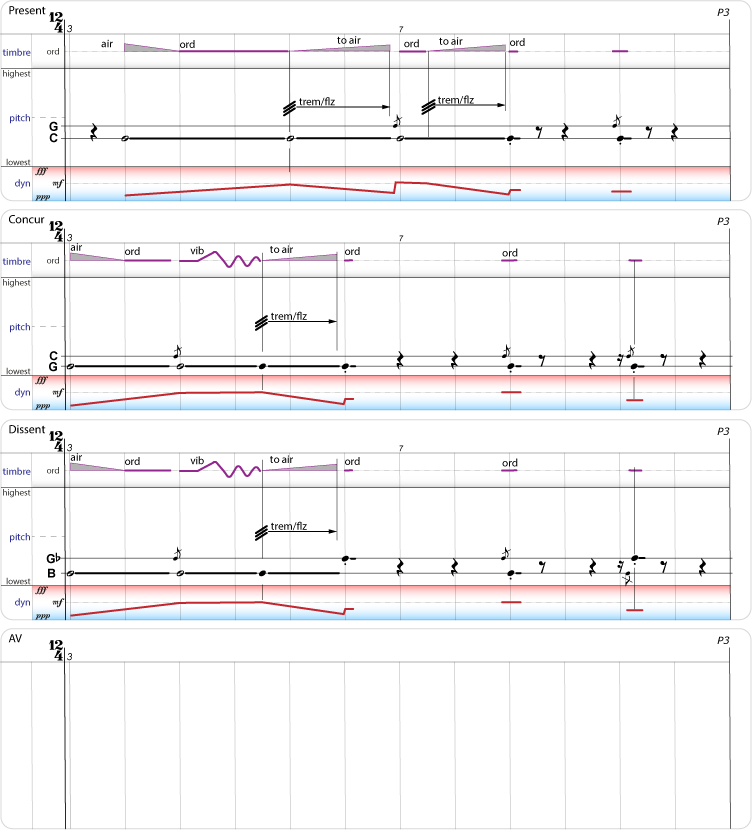 Present P3
12
4
3 7
air ord to air ord to air ord
timbre ord
highest
trem/flz trem/flz
pitch
G
C
lowest
fff
dyn mf
ppp
Concur P3
12
4
3 7
air ord vib to air ord ord
timbre ord
highest
trem/flz
pitch
C
G
lowest
fff
dyn mf
ppp
Dissent P3
12
4
3 7
air ord vib to air ord ord
timbre ord
highest
trem/flz
pitch
G♭
B
lowest
fff
dyn mf
ppp
AV P3
12
4
3